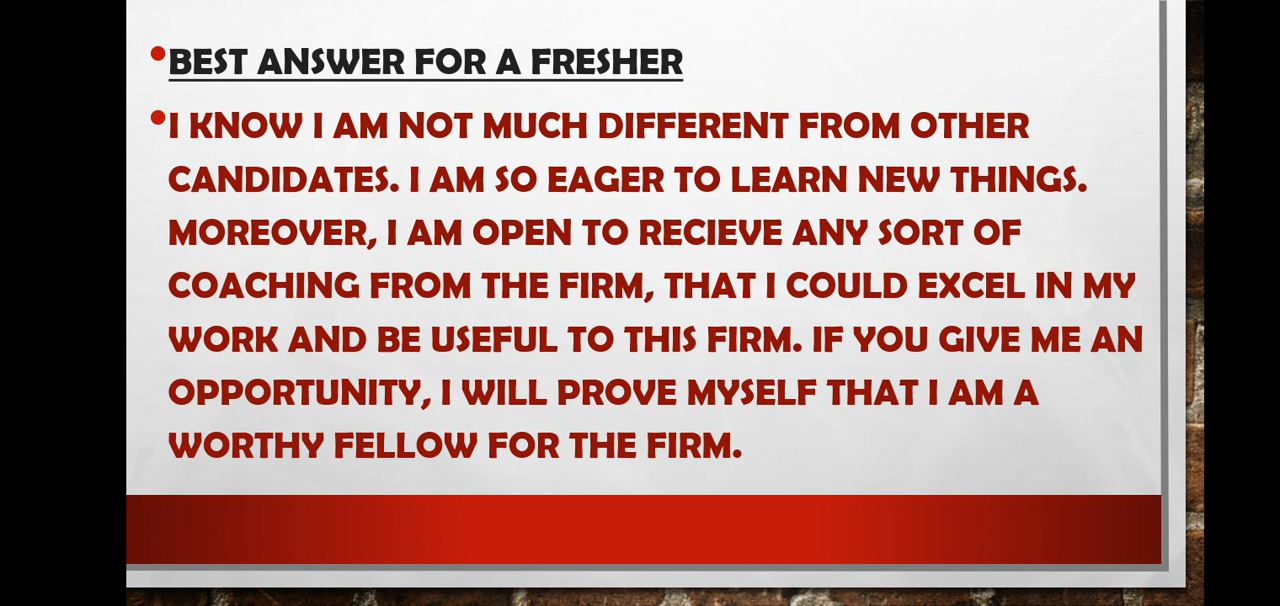 •BEST ANSWER FOR A FRESHER
•I KNOW I AM NOT MUCH DIFFERENT FROM OTHER
CANDIDATES. I AM SO EAGER TO LEARN NEW THINGS.
MOREOVER, I AM OPEN TO RECIEVE ANY SORT OF
COACHING FROM THE FIRM, THAT I COULD EXCEL IN MY
WORK AND BE USEFUL TO THIS FIRM. IF YOU GIVE ME AN
OPPORTUNITY, I WILL PROVE MYSELF THAT I AM A
WORTHY FELLOW FOR THE FIRM.